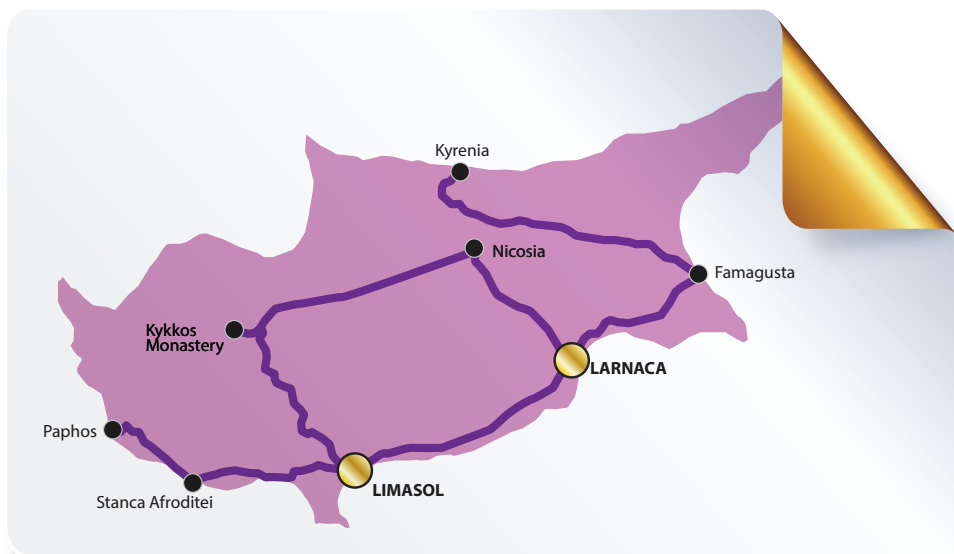 Kyrenia
Nicosia
Famagusta
Kykkos
Monastery
LARNACA
Paphos
LIMASOL
Stanca Afroditei